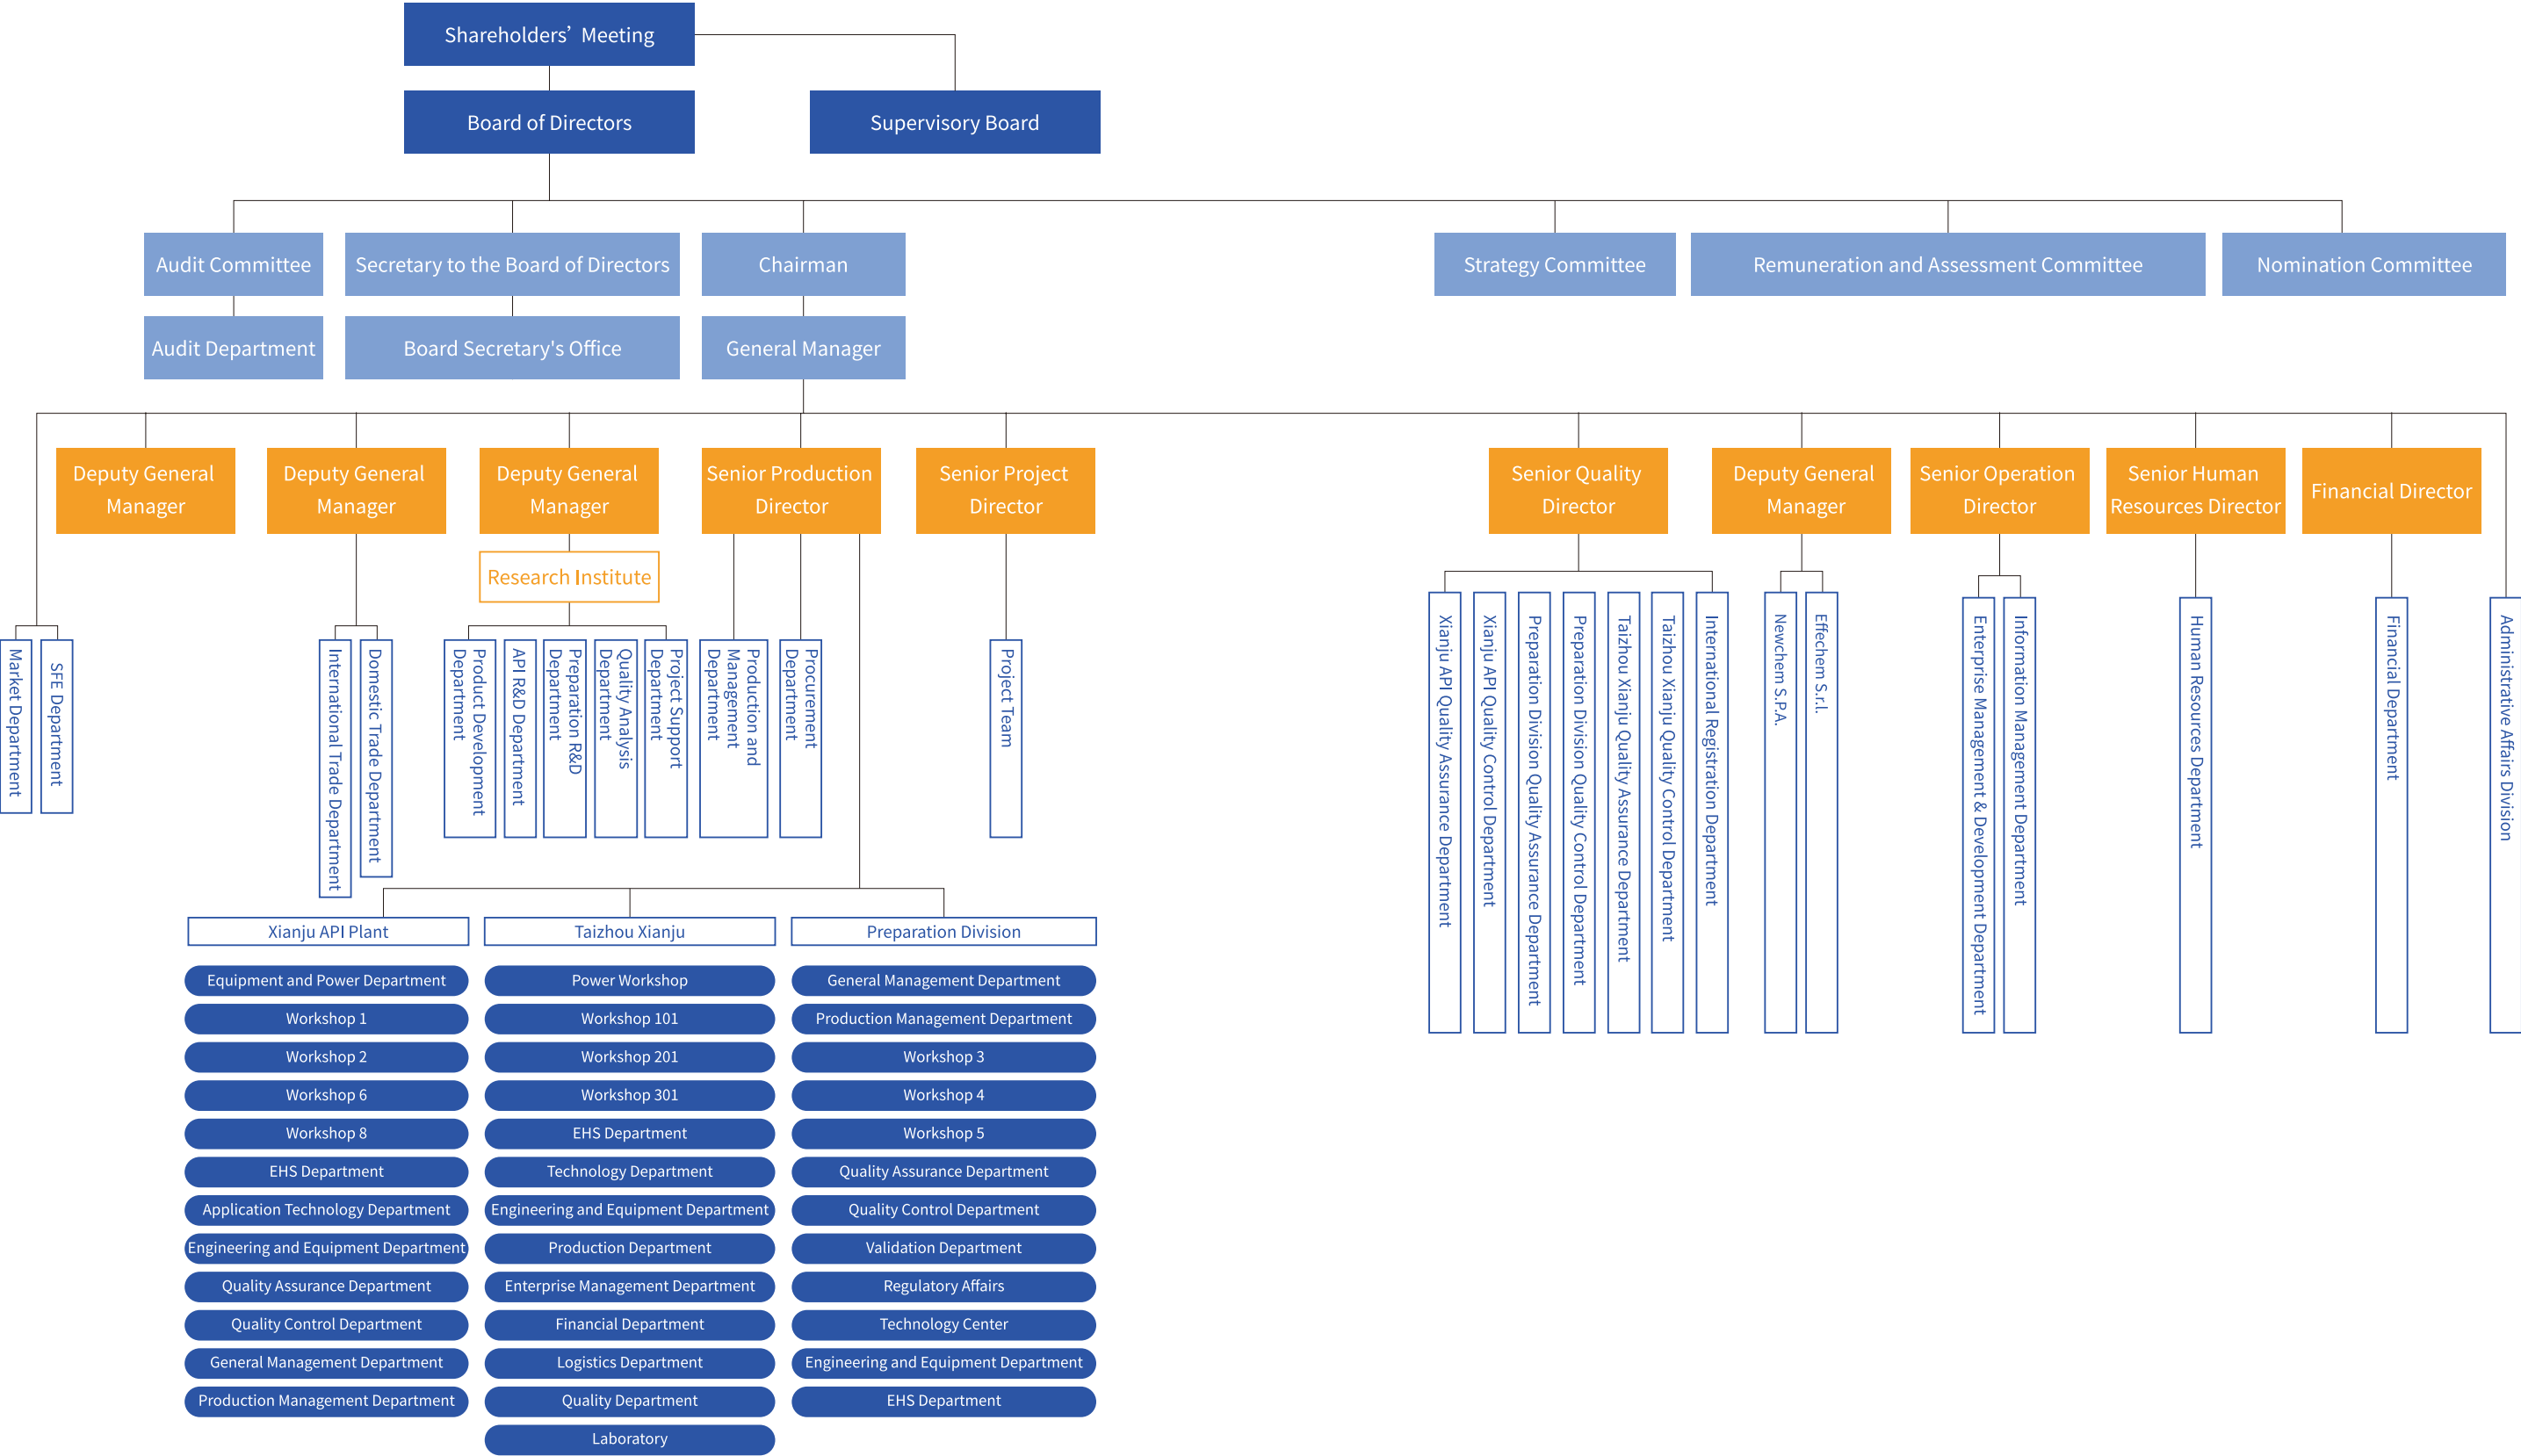 Shareholders’ Meeting
Board of Directors
Supervisory Board
Audit Committee
Secretary to the Board of Directors
Chairman
Strategy Committee
Remuneration and Assessment Committee
Nomination Committee
Audit Department
Board Secretary's Office
General Manager
Deputy General
Manager
Deputy General
Manager
Deputy General
Manager
Senior Production
Director
Senior Project
Director
Senior Quality
Director
Deputy General
Manager
Senior Operation
Director
Senior Human
Resources Director
Financial Director
Research Institute
Market Department
SFE Department
International Trade Department
Domestic Trade Department
Product Development
Department
API R&D Department
Preparation R&D
Department
Quality Analysis
Department
Project Support
Department
Production and
Management
Department
Procurement
Department
Project Team
Xianju API Quality Assurance Department
Xianju API Quality Control Department
Preparation Division Quality Assurance Department
Preparation Division Quality Control Department
Taizhou Xianju Quality Assurance Department
Taizhou Xianju Quality Control Department
International Registration Department
Newchem S.P.A.
Effechem S.r.l.
Enterprise Management & Development Department
Information Management Department
Human Resources Department
Financial Department
Administrative Affairs Division
Xianju API Plant
Equipment and Power Department
Workshop 1
Workshop 2
Workshop 6
Workshop 8
EHS Department
Application Technology Department
Engineering and Equipment Department
Quality Assurance Department
Quality Control Department
General Management Department
Production Management Department
Taizhou Xianju
Power Workshop
Workshop 101
Workshop 201
Workshop 301
EHS Department
Technology Department
Engineering and Equipment Department
Production Department
Enterprise Management Department
Financial Department
Logistics Department
Quality Department
Laboratory
Preparation Division
General Management Department
Production Management Department
Workshop 3
Workshop 4
Workshop 5
Quality Assurance Department
Quality Control Department
Validation Department
Regulatory Affairs
Technology Center
Engineering and Equipment Department
EHS Department